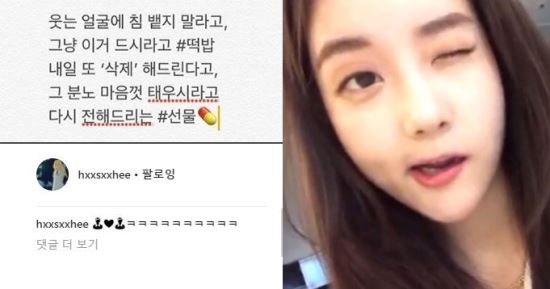 웃는 얼굴에 침 뱉지 말라고,
그냥 이거 드시라고 #떡밥
내일 또 ‘삭제’ 해드린다고,
그 분노 마음껏 태우시라고
다시 전해드리는 #선물💊
hxxsxxhee • 팔로잉
hxxsxxhee ♥ㅋㅋㅋㅋㅋㅋㅋㅋㅋㅋ
댓글 더 보기